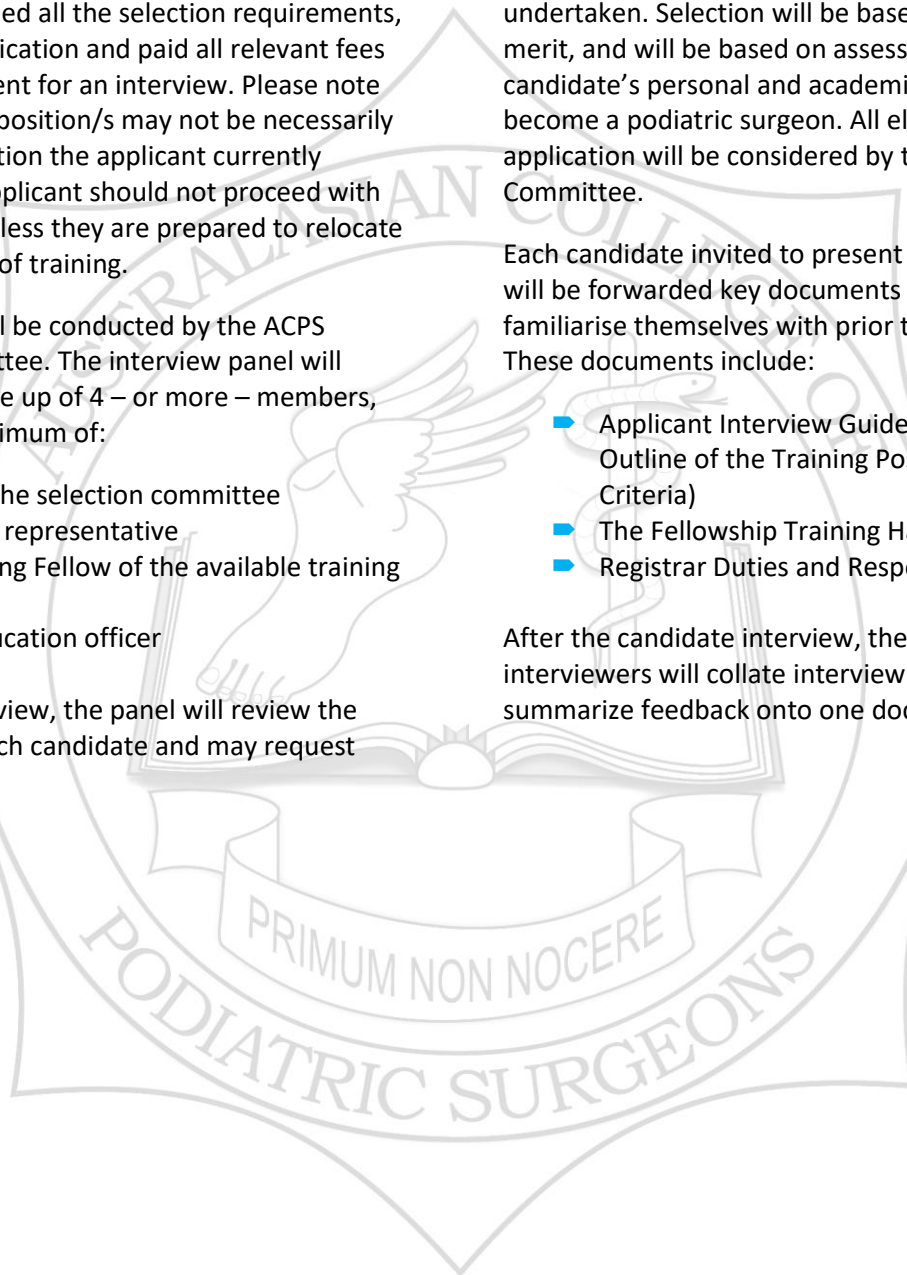 ed all the selection requirements,
ication and paid all relevant fees
ent for an interview. Please note
position/s may not be necessarily
tion the applicant currently
pplicant should not proceed with
less they are prepared to relocate
of training.
l be conducted by the ACPS
ttee. The interview panel will
e up of 4 – or more – members,
nimum of:
the selection committee
representative
ng Fellow of the available training
ucation officer
view, the panel will review the
ch candidate and may request
undertaken. Selection will be base
merit, and will be based on assess
candidate’s personal and academi
become a podiatric surgeon. All el
application will be considered by t
Committee.
Each candidate invited to present
will be forwarded key documents
familiarise themselves with prior t
These documents include:
Applicant Interview Guide
Outline of the Training Po
Criteria)
The Fellowship Training Ha
Registrar Duties and Respo
After the candidate interview, the
interviewers will collate interview
summarize feedback onto one doc
AUSTRALASIAN COLLEGE OF
PRIMUM NON NOCERE
PODIATRIC SURGEONS